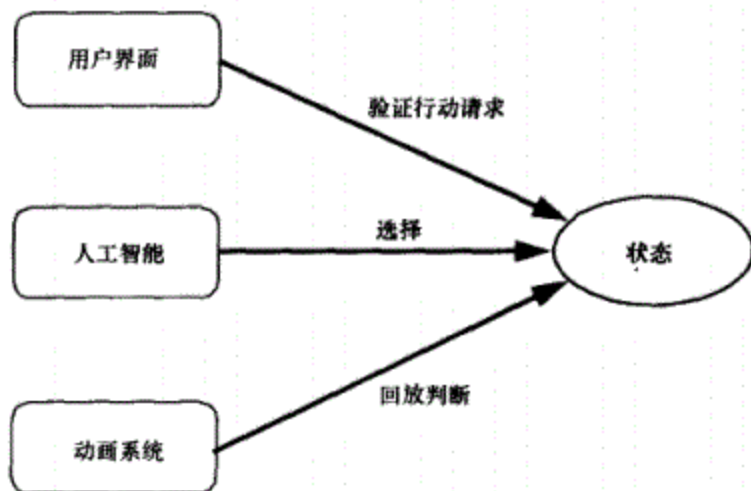 用户界面
验证行动请求
人工智能
选择
状态
回放判断
动画系统